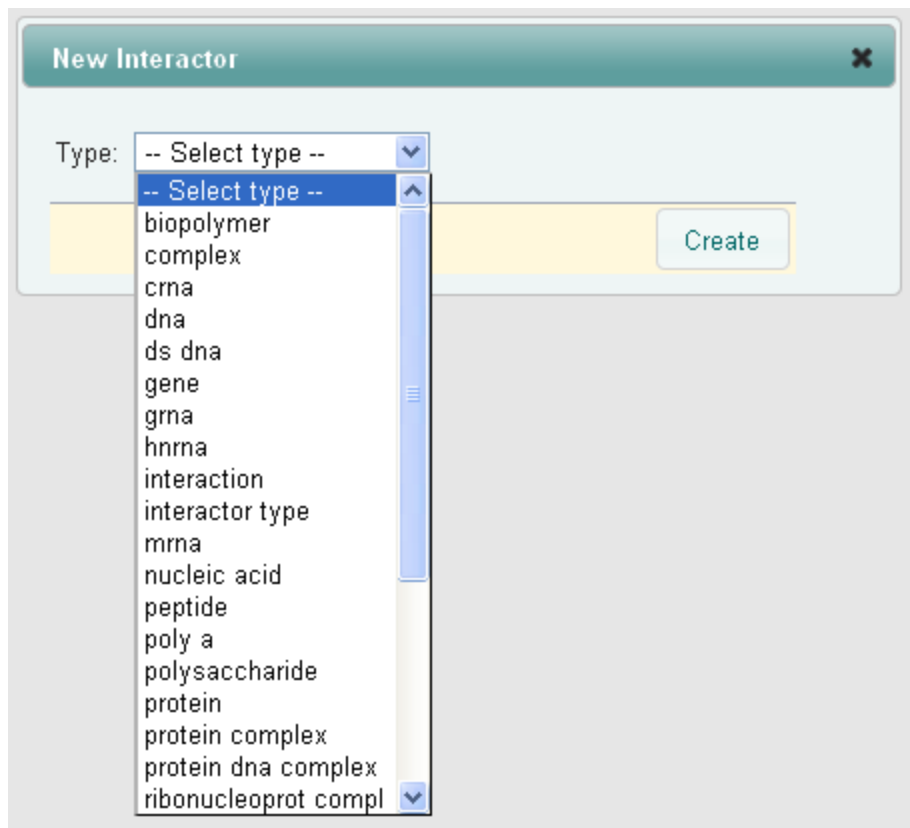 New Interactor
Type: -- Select type --
-- Select type --
biopolymer
complex
Create
crna
dna
ds dna
gene
grna
hnrna
interaction
interactor type
mrna
nucleic acid
peptide
poly a
polysaccharide
protein
protein complex
protein dna complex
ribonucleoprot compl